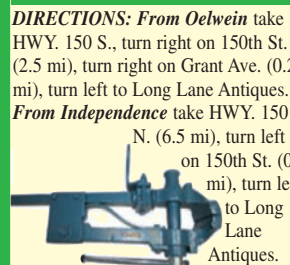 DIRECTIONS: From Oelwein take
HWY. 150 S., turn right on 150th St.
(2.5 mi), turn right on Grant Ave. (0.2
mi), turn left to Long Lane Antiques.
From Independence take HWY. 150
N. (6.5 mi), turn left
on 150th St. (0
mi), turn le
to Long
Lane
Antiques.